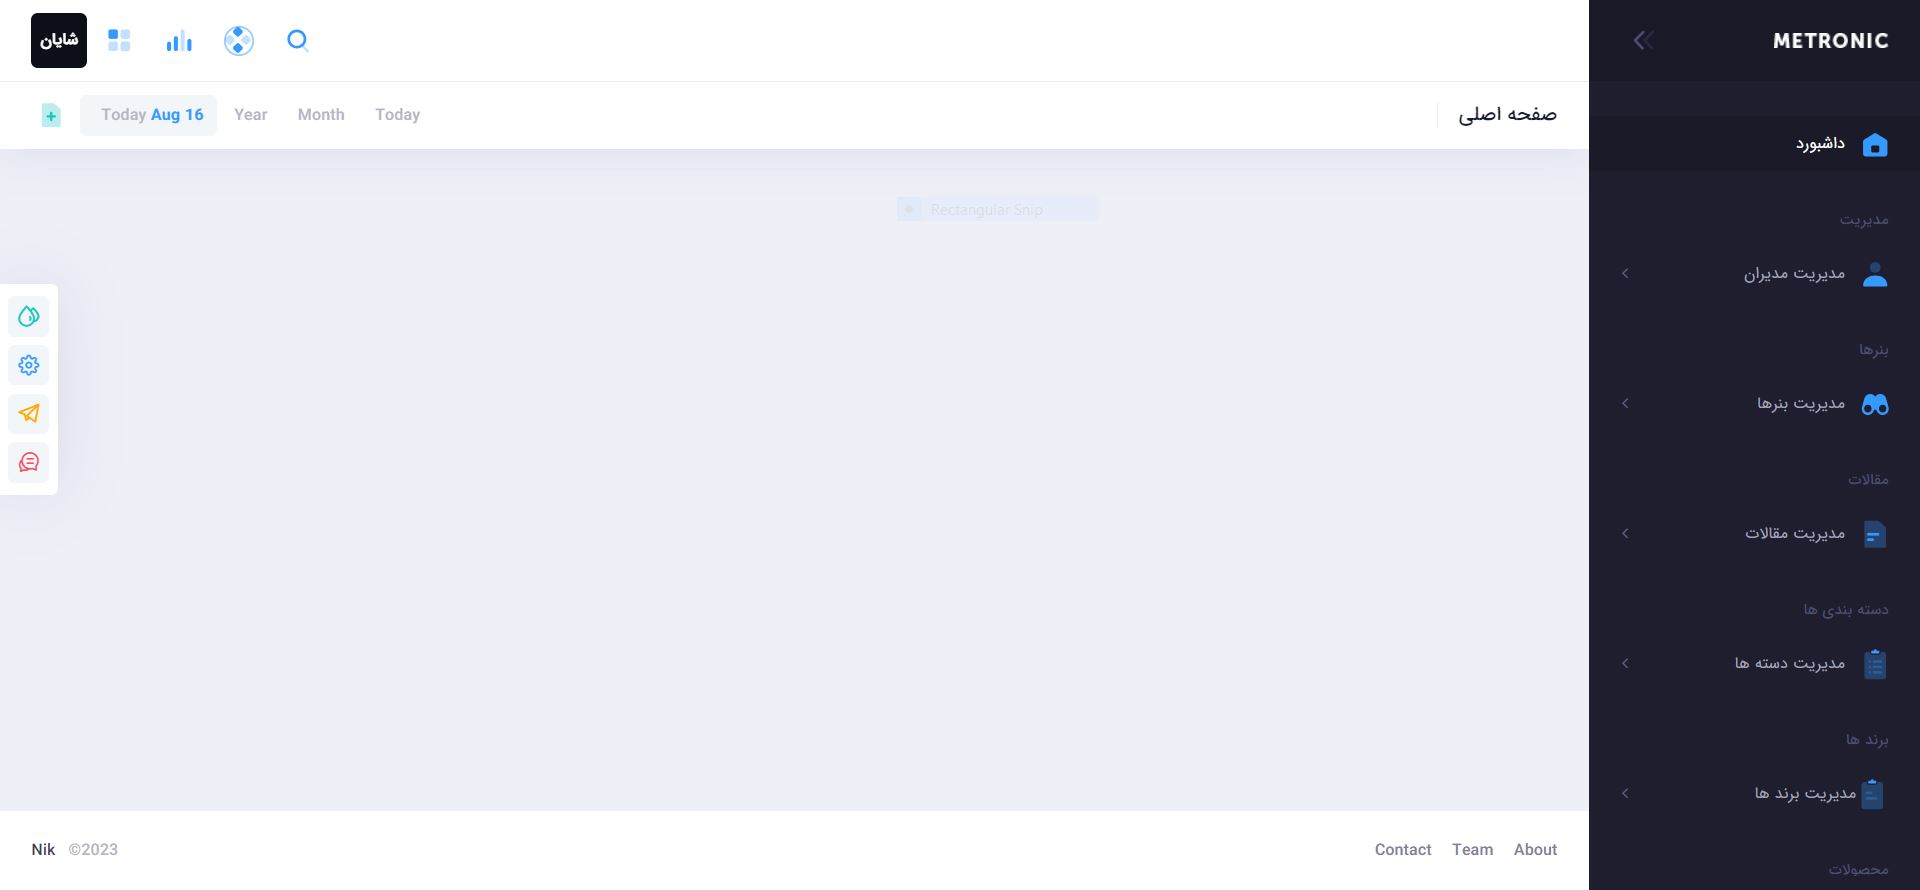 METRONIC
داشبورد
مدیریت
مدیریت مدیران
بنرها
مدیریت بنرها
مقالات
مدیریت مقالات
دسته بندی ها
مدیریت دسته ها
برند ها
مدیریت برند ها
محصولات
شایان
صفحه اصلی
Today Aug 16
Year
Month
Today
Rectangular Snip
Nik ©2023
Contact
Team
About